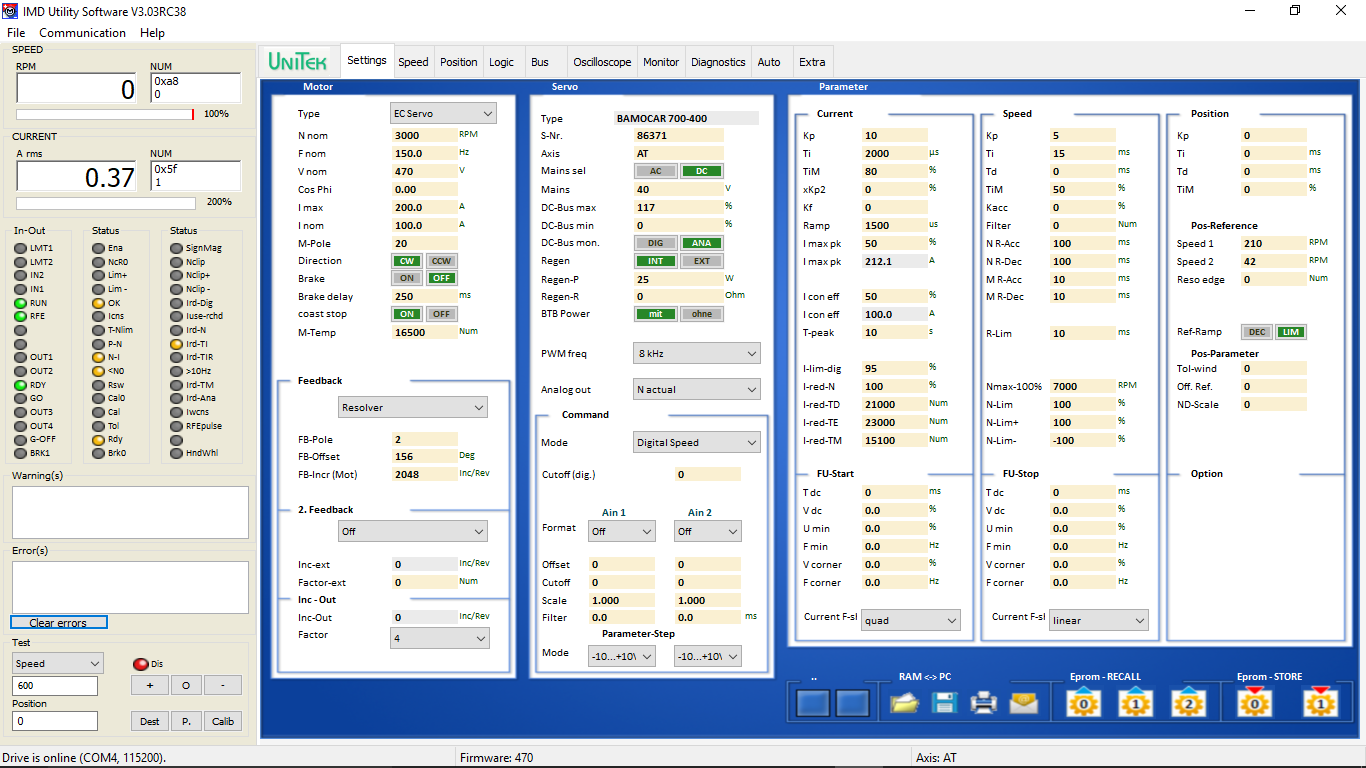 IMD Utility Software V3.03RC38
File Communication Help
SPEED
RPM NUM
0 0xa8
0
100%
CURRENT
A rms NUM
0.37 0x5f
1
200%
In-Out Status Status
LMT1 Ena SignMag
LMT2 NcR0 Nclip
IN2 Lim+ Nclip+
IN1 Lim - Nclip -
RUN OK Ird-Dig
RFE Icns Iuse-rchd
T-Nlim Ird-N
P-N Ird-TI
OUT1 N-I Ird-TIR
OUT2 <N0 >10Hz
RDY Rsw Ird-TM
GO Cal0 Ird-Ana
OUT3 Cal Iwcns
OUT4 Tol RFEpulse
G-OFF Rdy
BRK1 Brk0 HndWhl
Warning(s)
Error(s)
Clear errors
Test
Speed Dis
600 + O -
Position
0 Dest P. Calib
UNITEK Settings Speed Position Logic Bus Oscilloscope Monitor Diagnostics Auto Extra
Motor
Type EC Servo
N nom 3000 RPM
F nom 150.0 Hz
V nom 470 V
Cos Phi 0.00
I max 200.0 A
I nom 100.0 A
M-Pole 20
Direction CW CCW
Brake ON OFF
Brake delay 250 ms
coast stop ON OFF
M-Temp 16500 Num
Feedback
Resolver
FB-Pole 2
FB-Offset 156 Deg
FB-Incr (Mot) 2048 Inc/Rev
2. Feedback
Off
Inc-ext 0 Inc/Rev
Factor-ext 0 Num
Inc - Out
Inc-Out 0 Inc/Rev
Factor 4
Servo
Type BAMOCAR 700-400
S-Nr. 86371
Axis AT
Mains sel AC DC
Mains 40 V
DC-Bus max 117 %
DC-Bus min 0 %
DC-Bus mon. DIG ANA
Regen INT EXT
Regen-P 25 W
Regen-R 0 Ohm
BTB Power mit ohne
PWM freq 8 kHz
Analog out N actual
Command
Mode Digital Speed
Cutoff (dig.) 0
Ain 1 Ain 2
Format Off Off
Offset 0 0
Cutoff 0 0
Scale 1.000 1.000
Filter 0.0 0.0 ms
Parameter-Step
Mode -10...+10\ -10...+10\
Parameter
Current
Kp 10
Ti 2000 µs
TiM 80 %
xKp2 0 %
Kf 0
Ramp 1500 us
I max pk 50 %
I max pk 212.1 A
I con eff 50 %
I con eff 100.0 A
T-peak 10 s
I-lim-dig 95 %
I-red-N 100 %
I-red-TD 21000 Num
I-red-TE 23000 Num
I-red-TM 15100 Num
FU-Start
T dc 0 ms
V dc 0.0 %
U min 0.0 %
F min 0.0 Hz
V corner 0.0 %
F corner 0.0 Hz
Current F-sl quad
Speed
Kp 5
Ti 15 ms
Td 0 ms
TiM 50 %
Kacc 0 %
Filter 0 Num
N R-Acc 100 ms
N R-Dec 100 ms
M R-Acc 10 ms
M R-Dec 10 ms
R-Lim 10 ms
Nmax-100% 7000 RPM
N-Lim 100 %
N-Lim+ 100 %
N-Lim- -100 %
FU-Stop
T dc 0 ms
V dc 0.0 %
U min 0.0 %
F min 0.0 Hz
V corner 0.0 %
F corner 0.0 Hz
Current F-sl linear
Position
Kp 0
Ti 0 ms
Td 0 ms
TiM 0 %
Pos-Reference
Speed 1 210 RPM
Speed 2 42 RPM
Reso edge 0 Num
Ref-Ramp DEC LIM
Pos-Parameter
Tol-wind 0
Off. Ref. 0
ND-Scale 0
Option
.. RAM <-> PC Eprom - RECALL Eprom - STORE
0 1 2 0 1
Drive is online (COM4, 115200). Firmware: 470 Axis: AT